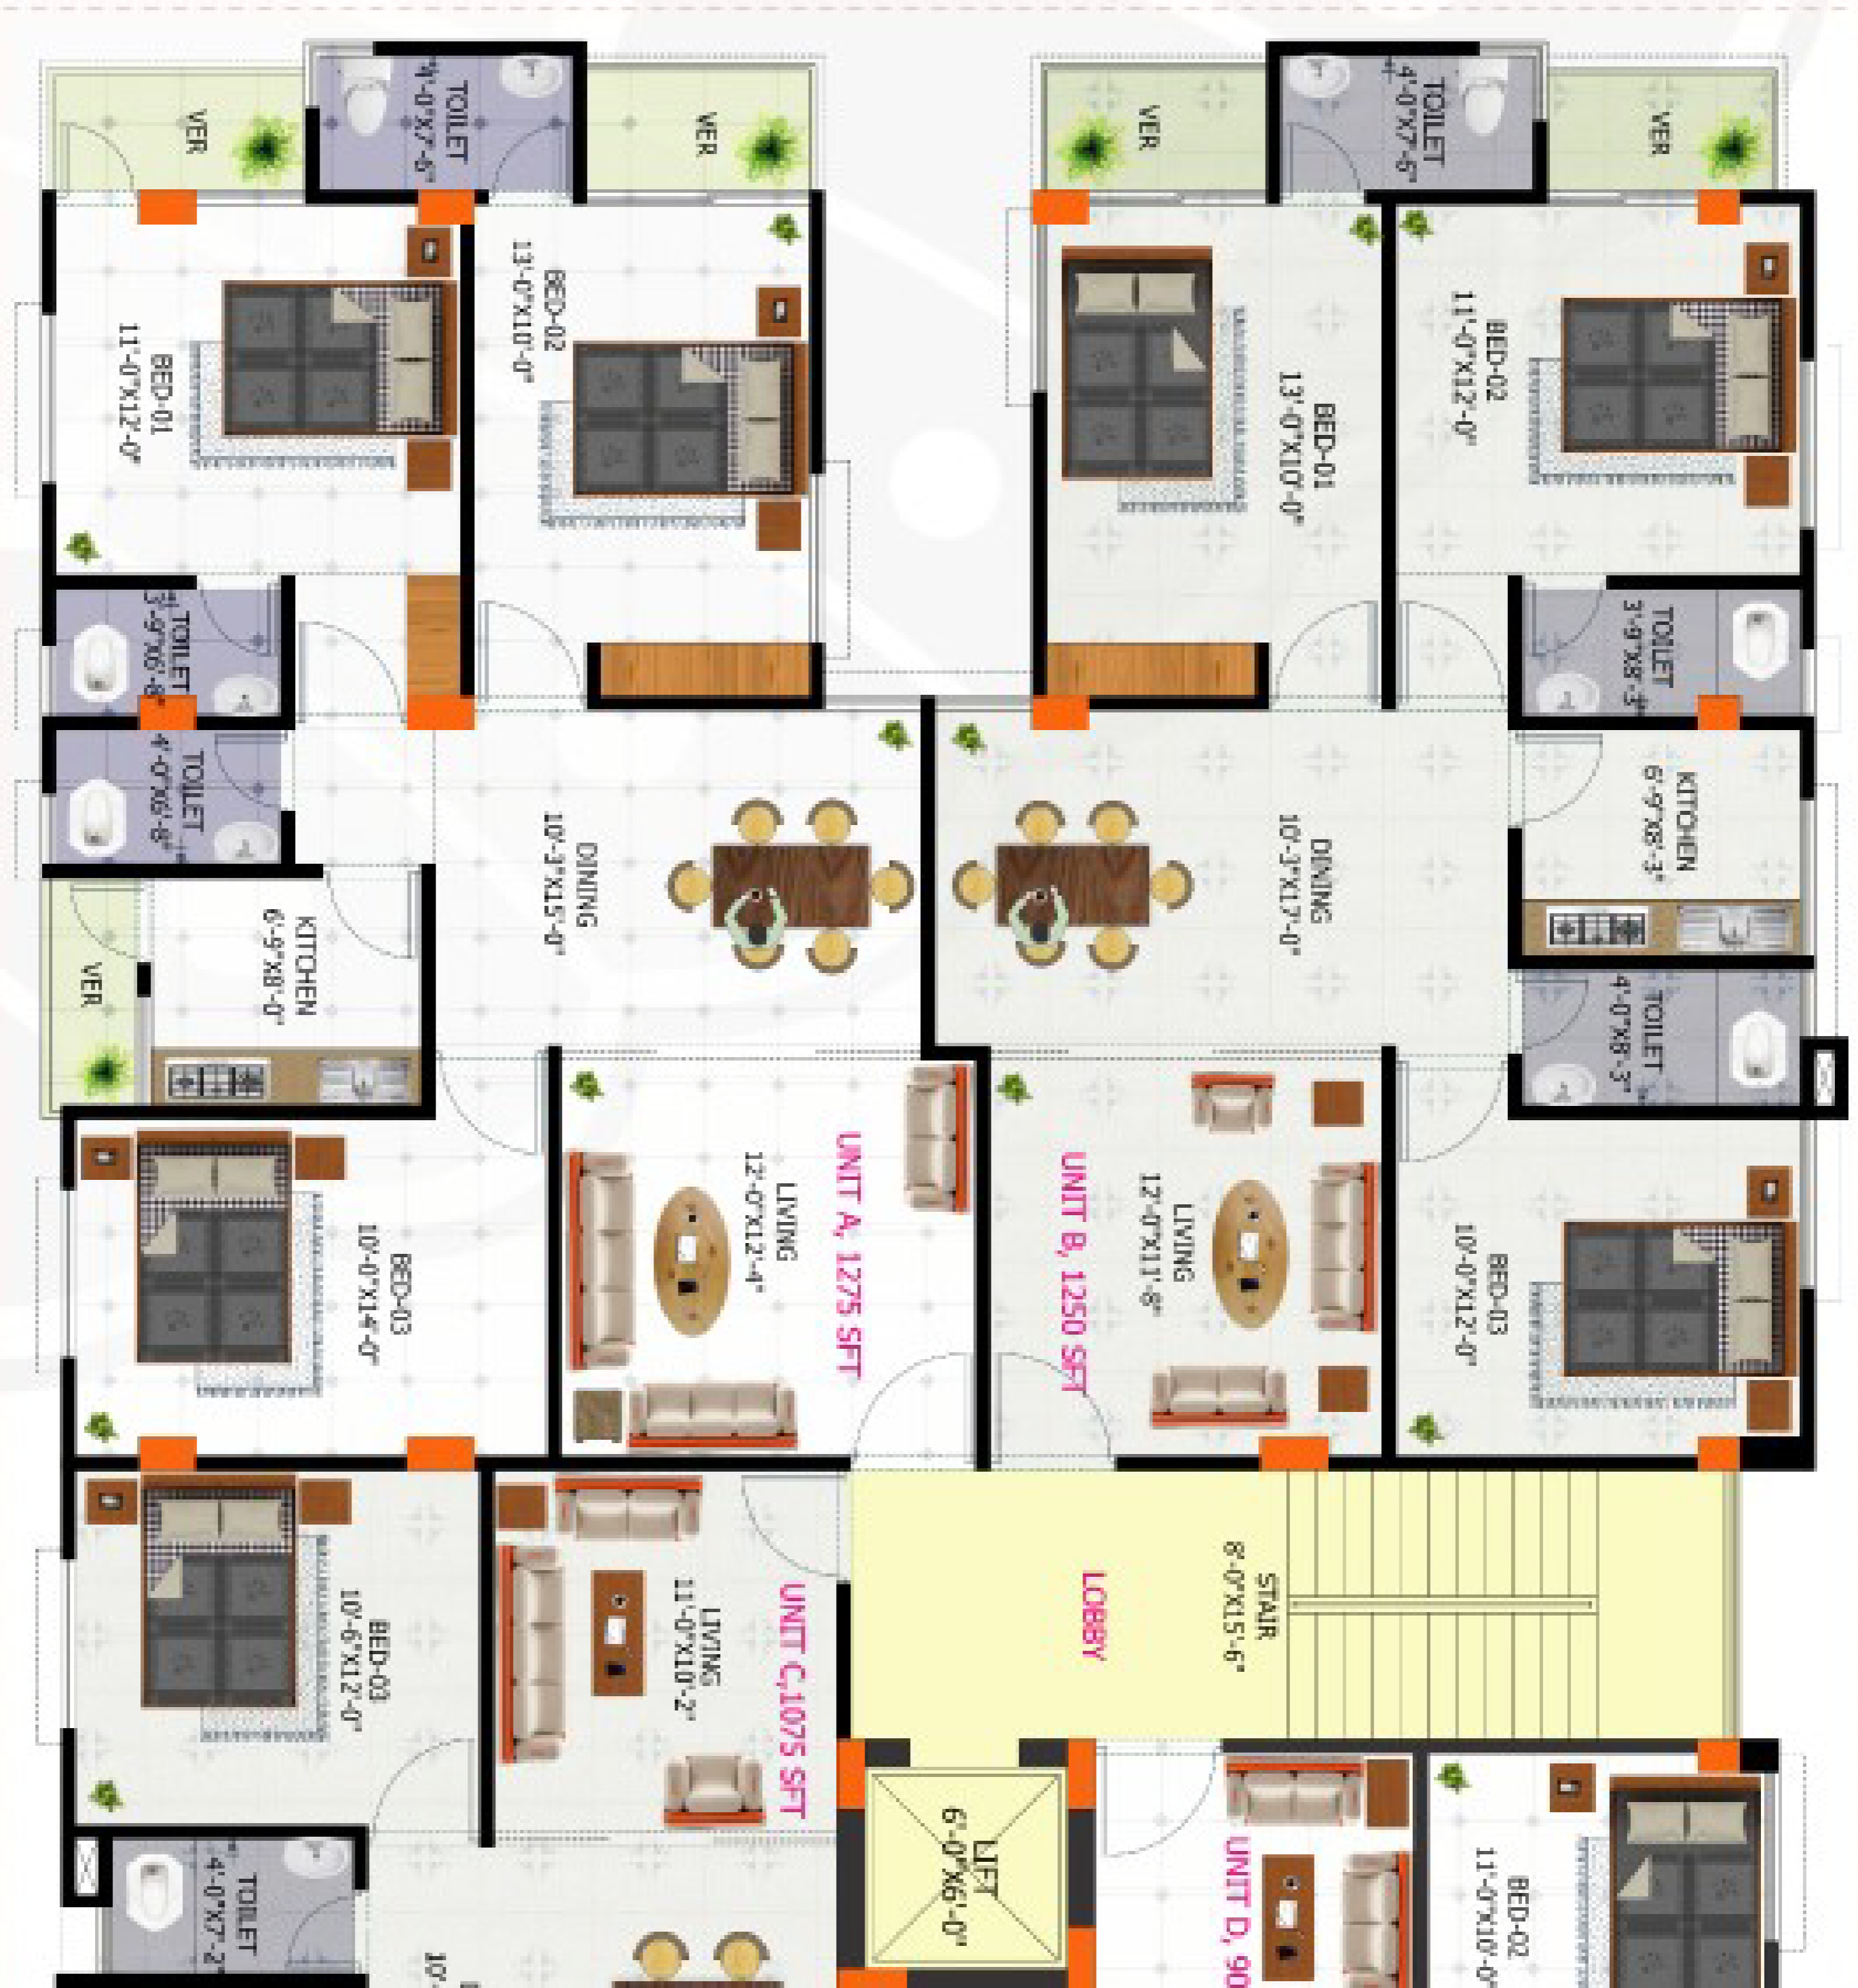 VER
TOILET
4'-0"X7'-6"
VER
VER
TOILET
4'-0"X7'-6"
VER
BED-01
11'-0"X12'-0"
BED-02
13'-0"X10'-0"
BED-01
13'-0"X10'-0"
BED-02
11'-0"X12'-0"
TOILET
3'-9"X6'-8"
TOILET
3'-9"X8'-3"
TOILET
4'-0"X6'-8"
KITCHEN
6'-9"X8'-3"
DINING
10'-3"X15'-0"
DINING
10'-3"X17'-0"
VER
KITCHEN
6'-9"X8'-0"
TOILET
4'-0"X8'-3"
BED-03
10'-0"X14'-0"
LIVING
12'-0"X12'-4"
UNIT A, 1275 SFT
UNIT B, 1250 SFT
LIVING
12'-0"X11'-8"
BED-03
10'-0"X12'-0"
BED-03
10'-6"X12'-0"
LIVING
11'-0"X10'-2"
UNIT C,1075 SFT
LOBBY
STAIR
8'-0"X15'-6"
LIFT
6'-0"X6'-0"
TOILET
4'-0"X7'-2"
UNIT D, 90
BED-02
11'-0"X10'-0"
10'-